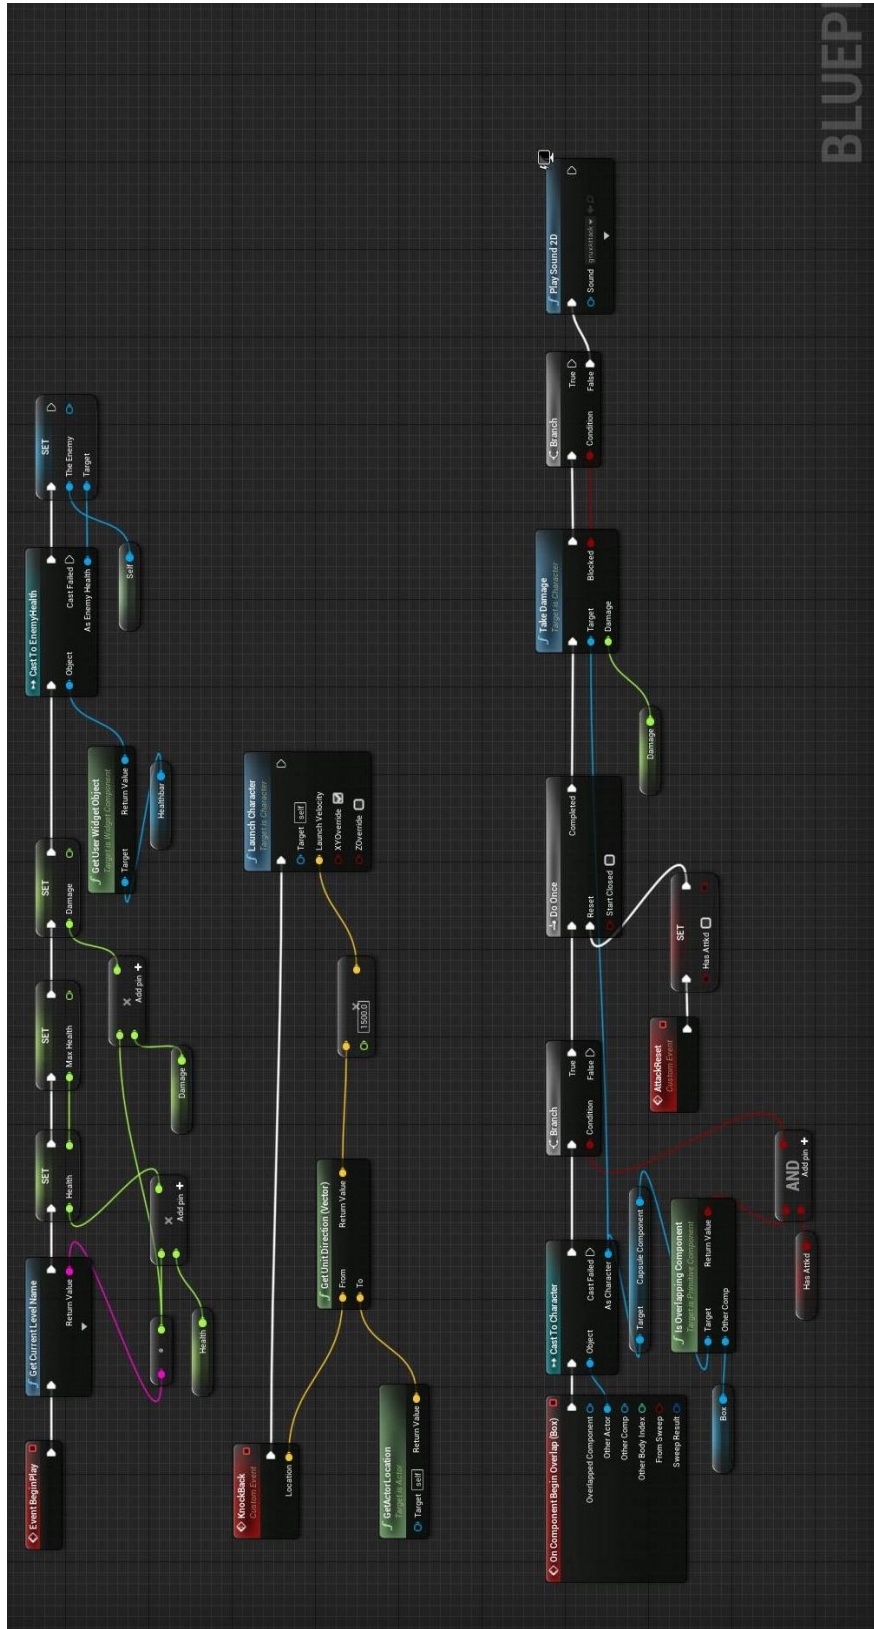 Event BeginPlay
Get Current Level Name
Return Value
SET
Health
SET
Max Health
SET
Damage
Cast To EnemyHealth
Object
Cast Failed
As Enemy Health
SET
The Enemy
Target
Self
Get User Widget Object
Target is Widget Component
Target
Return Value
Healthbar
Add pin
Damage
Add pin
Health
KnockBack
Custom Event
Location
GetActorLocation
Target is Actor
Target self
Return Value
Get Unit Direction (Vector)
From
To
Return Value
1500.0
Launch Character
Target is Character
Target self
Launch Velocity
XYOverride
ZOverride
On Component Begin Overlap (Box)
Overlapped Component
Other Actor
Other Comp
Other Body Index
From Sweep
Sweep Result
Cast To Character
Object
Cast Failed
As Character
Target
Capsule Component
Is Overlapping Component
Target is Primitive Component
Target
Other Comp
Return Value
Box
Has Attkd
AND
Add pin
Branch
Condition
True
False
AttackReset
Custom Event
SET
Has Attkd
Do Once
Reset
Start Closed
Completed
Damage
Take Damage
Target is Character
Target
Damage
Blocked
Branch
Condition
True
False
Play Sound 2D
Sound
BLUEP